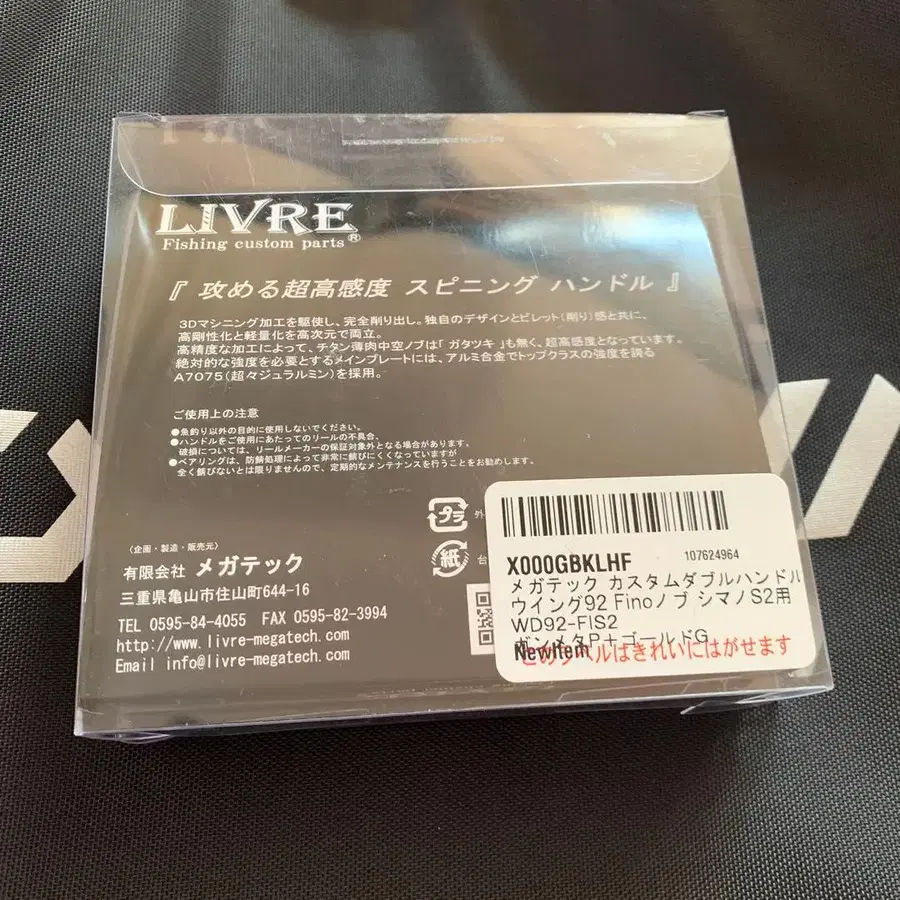 LIVRE
Fishing custom parts®
『 攻める超高感度 スピニング ハンドル 』
3Dマシニング加工を駆使し、完全削り出し。独自のデザインとビレット(削り)感と共に、
高剛性化と軽量化を高次元で両立。
高精度な加工によって、チタン薄肉中空ノブは「ガタツキ」も無く、超高感度となっています。
絶対的な強度を必要とするメインプレートには、アルミ合金でトップクラスの強度を誇る
A7075(超々ジュラルミン)を採用。
ご使用上の注意
●魚釣り以外の目的に使用しないでください。
●ハンドルをご使用にあたってのリールの不具合、
破損については、リールメーカーの保証対象外となる場合があります。
●ベアリングは、防錆処理によって非常に錆びにくくなっていますが
全く錆びないとは限りませんので、定期的なメンテナンスを行うことをお勧めします。
プラ 外
紙 台
〈企画・製造・販売元〉
有限会社 メガテック
三重県亀山市住山町644-16
TEL 0595-84-4055 FAX 0595-82-3994
http://www.livre-megatech.com
Email info@livre-megatech.com
X000GBKLHF 107624964
メガテック カスタムダブルハンドル
ウイング92 Finoノブ シマノS2用
WD92-FIS2
ガンメタP+ゴールドG
NewItem
このラベルはきれいにはがせます